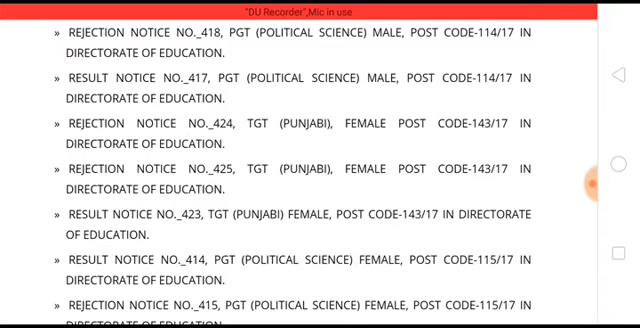 "DU Recorder",Mic in use
» REJECTION NOTICE NO._418, PGT (POLITICAL SCIENCE) MALE, POST CODE-114/17 IN
DIRECTORATE OF EDUCATION.
» RESULT NOTICE NO._417, PGT (POLITICAL SCIENCE) MALE, POST CODE-114/17 IN
DIRECTORATE OF EDUCATION.
» REJECTION NOTICE NO._424, TGT (PUNJABI), FEMALE POST CODE-143/17 IN
DIRECTORATE OF EDUCATION.
» REJECTION NOTICE NO._425, TGT (PUNJABI), FEMALE POST CODE-143/17 IN
DIRECTORATE OF EDUCATION.
» RESULT NOTICE NO._423, TGT (PUNJABI) FEMALE, POST CODE-143/17 IN DIRECTORATE
OF EDUCATION.
» RESULT NOTICE NO._414, PGT (POLITICAL SCIENCE) FEMALE, POST CODE-115/17 IN
DIRECTORATE OF EDUCATION.
» REJECTION NOTICE NO._415, PGT (POLITICAL SCIENCE) FEMALE, POST CODE-115/17 IN
DIRECTORATE OF EDUCATION